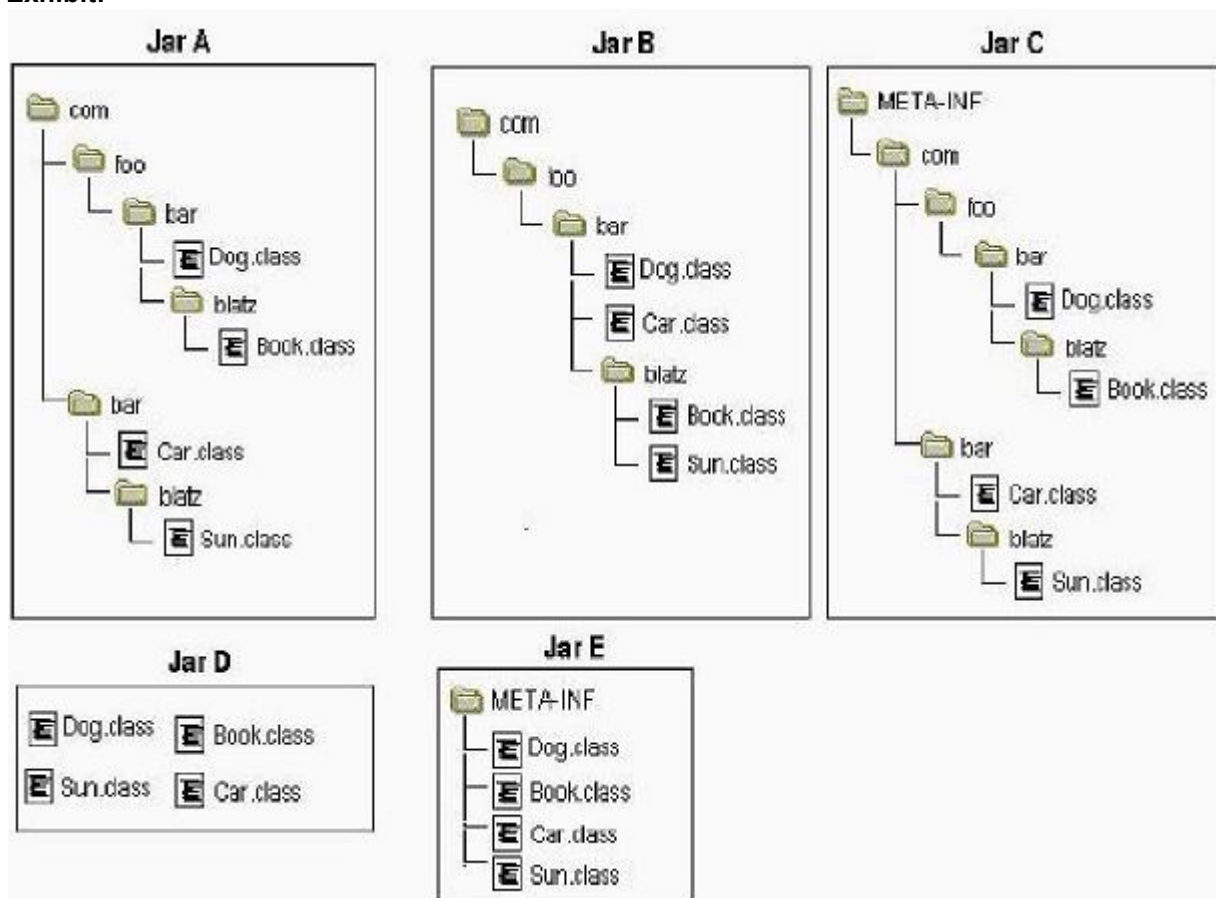 Exhibit:
Jar A
com
foo
bar
Dog.class
blatz
Book.class
bar
Car.class
blatz
Sun.class
Jar B
com
foo
bar
Dog.class
Car.class
blatz
Book.class
Sun.class
Jar C
META-INF
com
foo
bar
Dog.class
blatz
Book.class
bar
Car.class
blatz
Sun.class
Jar D
Dog.class
Book.class
Sun.class
Car.class
Jar E
META-INF
Dog.class
Book.class
Car.class
Sun.class